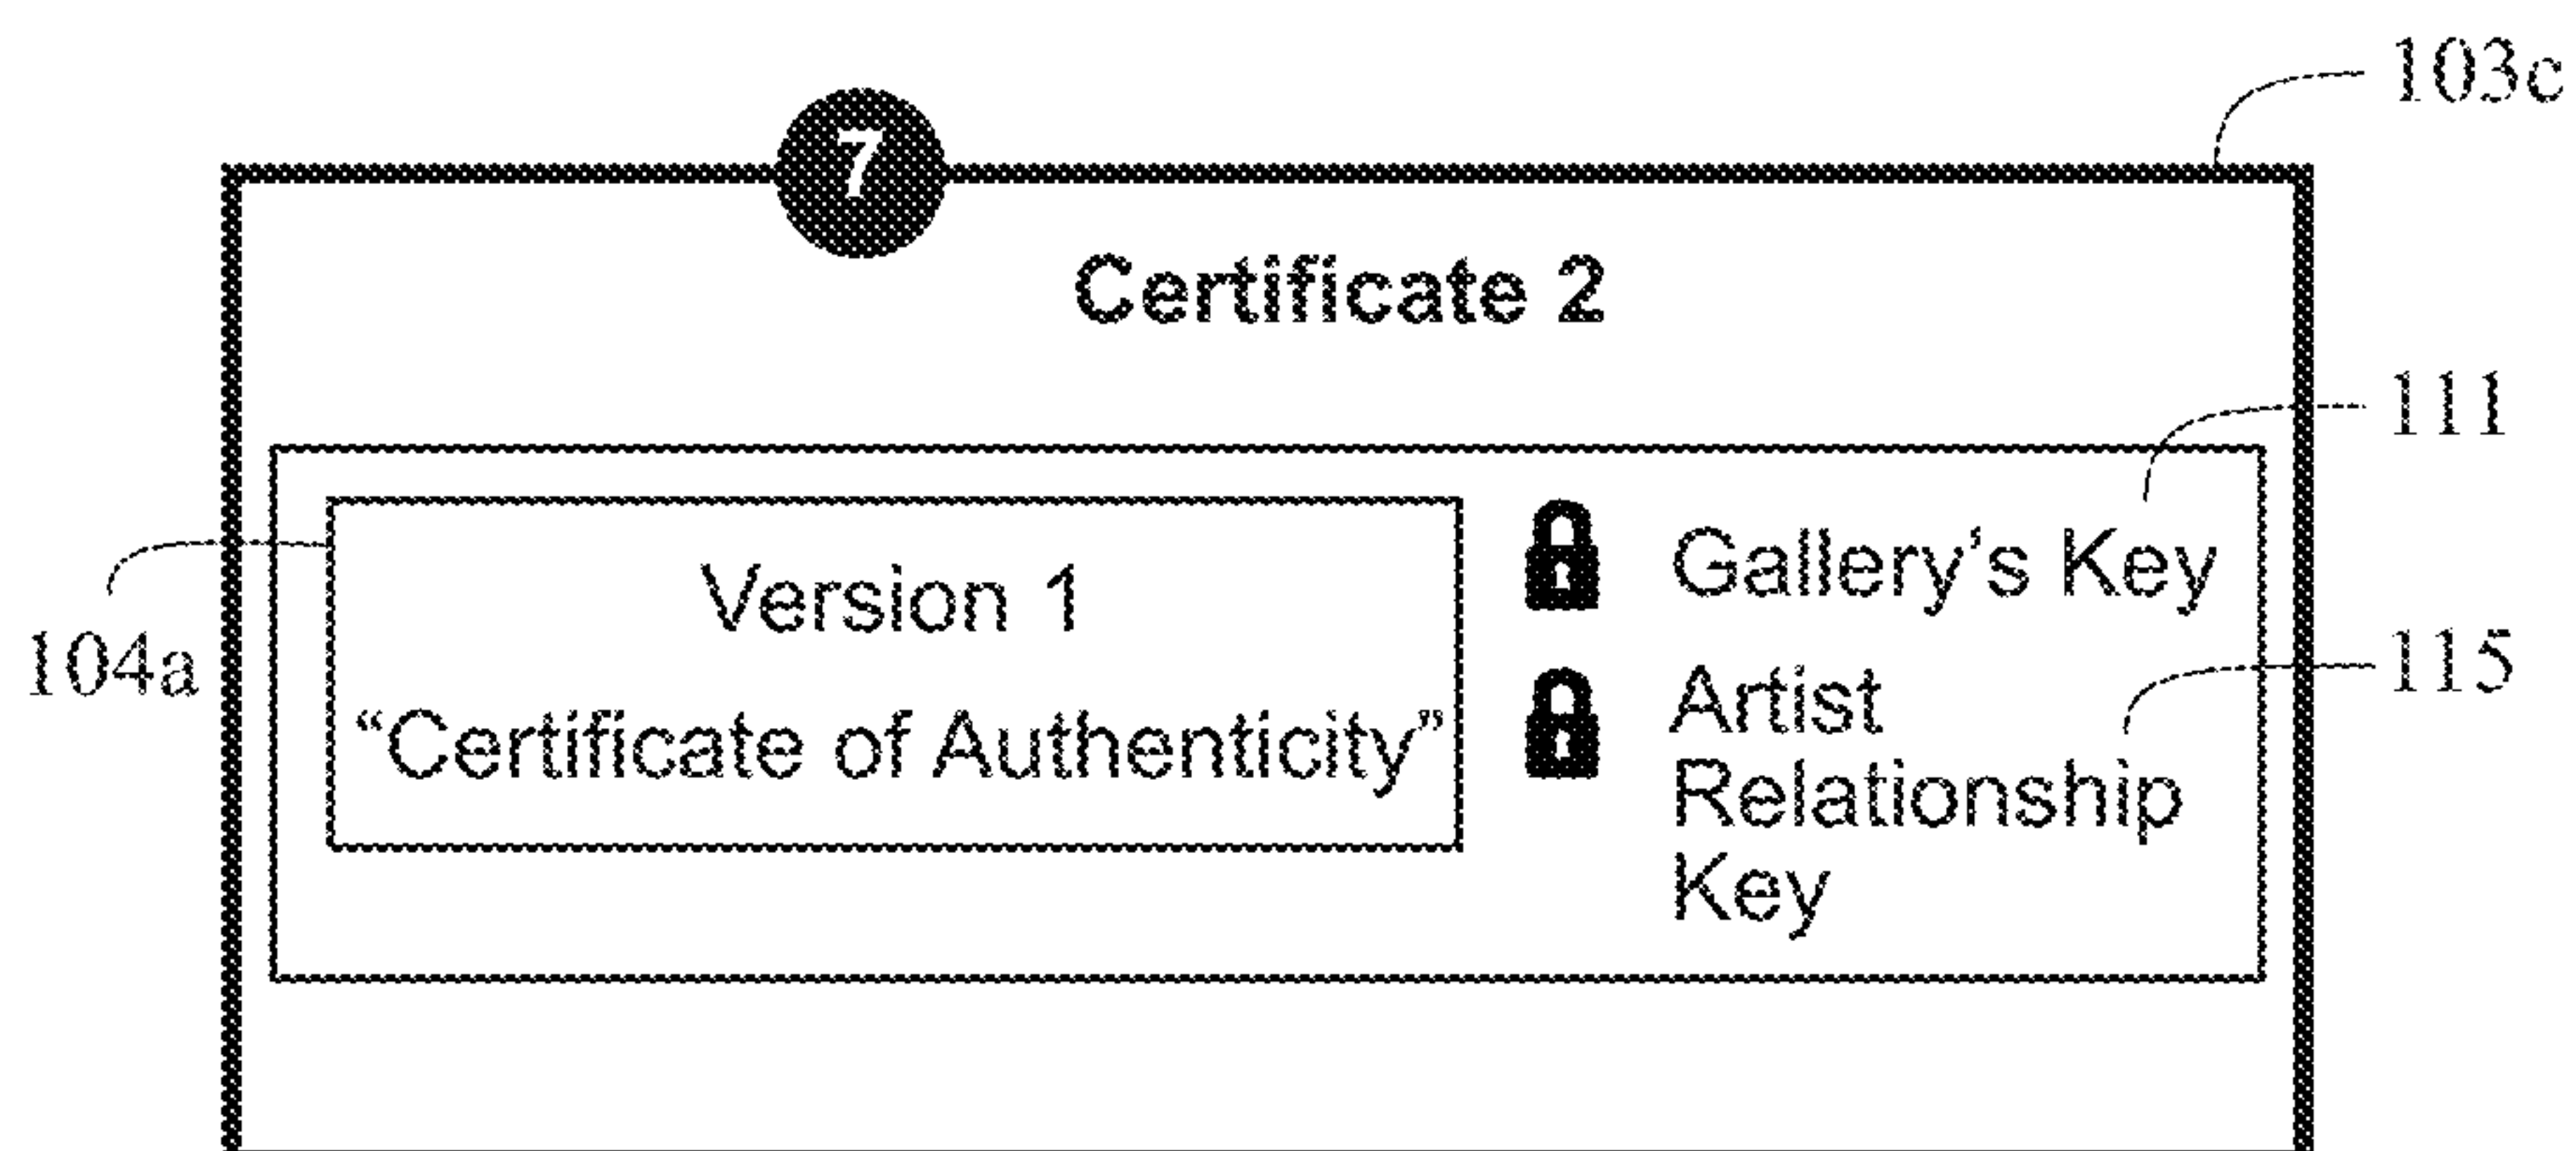 103c
7
Certificate 2
111
Gallery's Key
Version 1
104a
115
Artist
Relationship
Key
“Certificate of Authenticity”